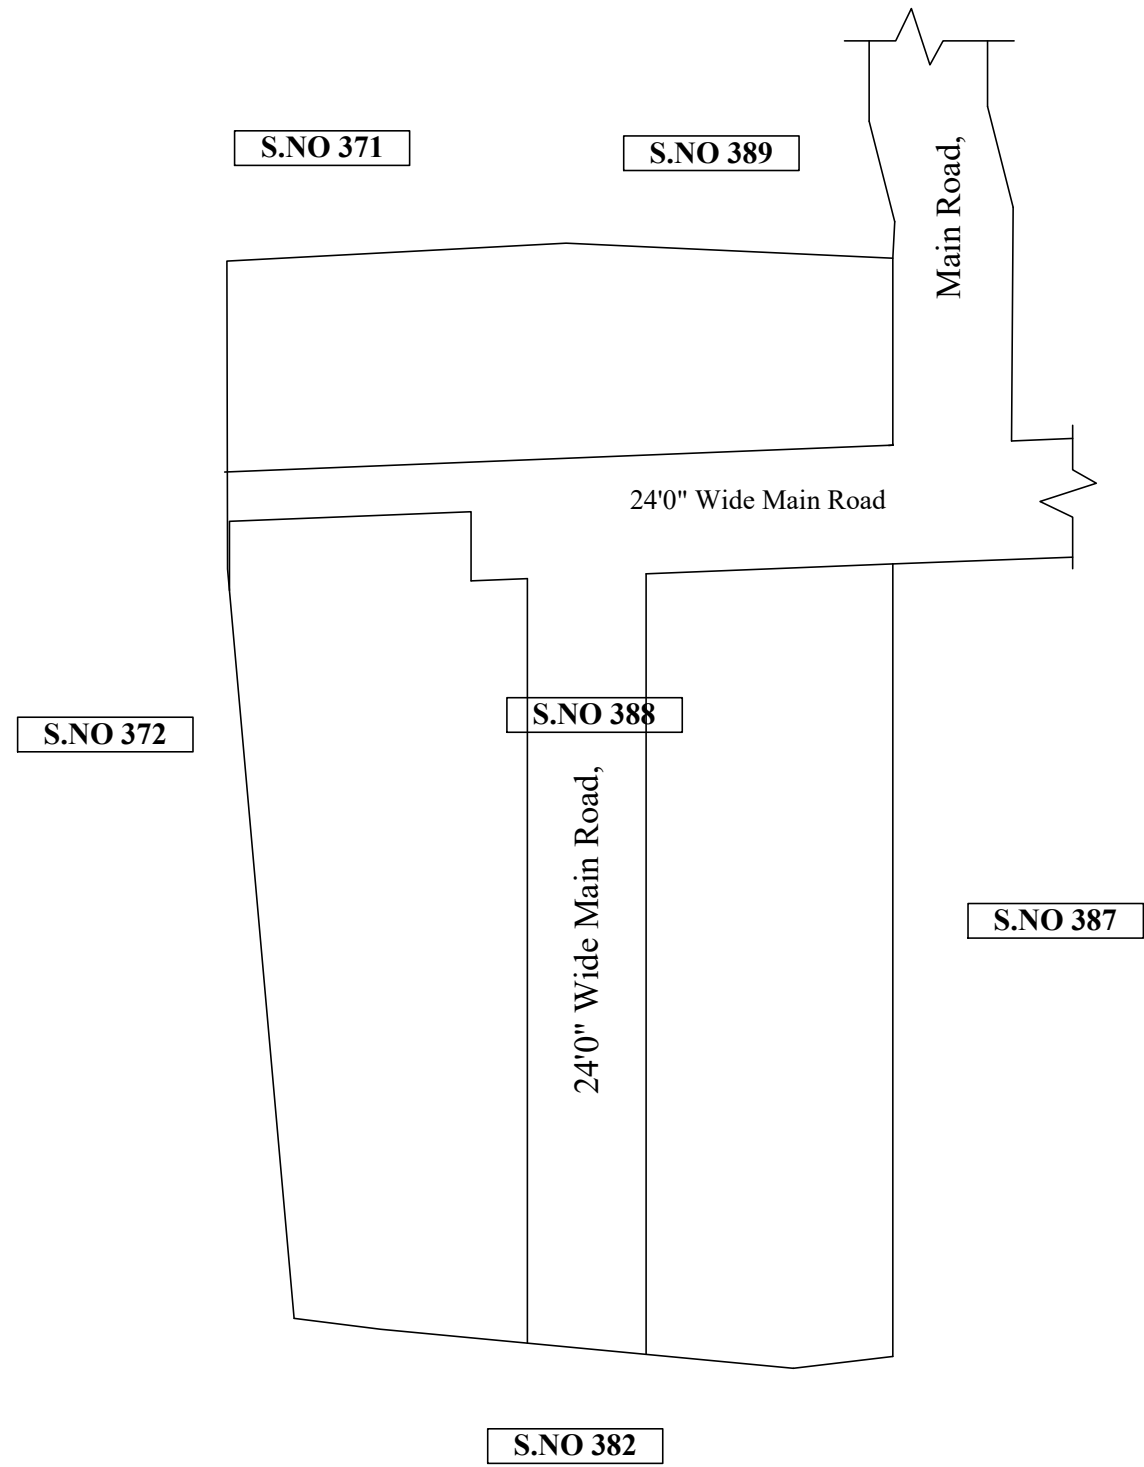 S.NO 371
S.NO 389
Main Road,
24'0" Wide Main Road
S.NO 388
S.NO 372
24'0" Wide Main Road,
S.NO 387
S.NO 382